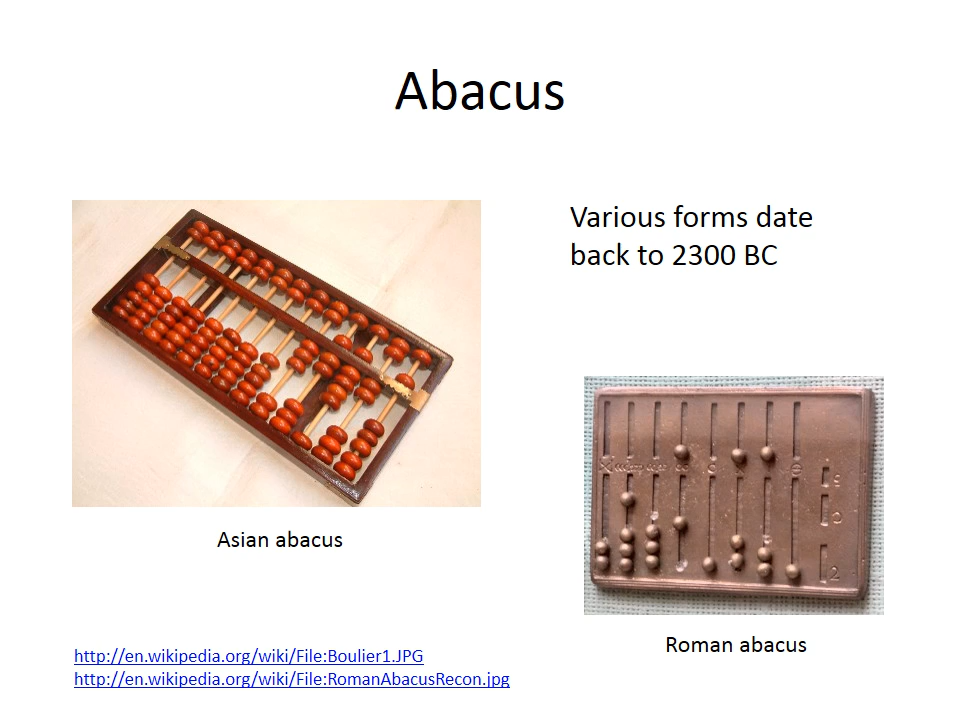 Abacus
Various forms date
back to 2300 BC
Asian abacus
Roman abacus
http://en.wikipedia.org/wiki/File:Boulier1.JPG
http://en.wikipedia.org/wiki/File:RomanAbacusRecon.jpg